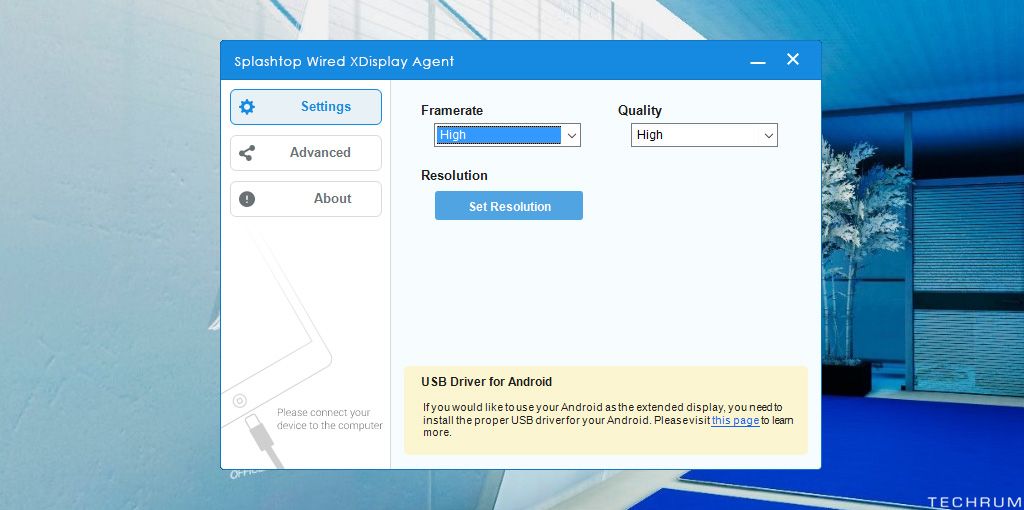 Splashtop Wired XDisplay Agent
Settings
Advanced
About
Framerate
Quality
High
High
Resolution
Set Resolution
Please connect your
device to the computer
USB Driver for Android
If you would like to use your Android as the extended display, you need to
install the proper USB driver for your Android. Please visit this page to learn
more.
TECHRUM